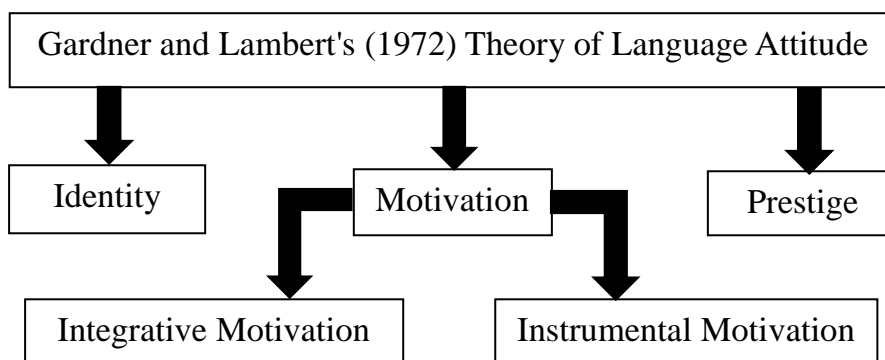 Gardner and Lambert's (1972) Theory of Language Attitude
Identity
Motivation
Prestige
Integrative Motivation
Instrumental Motivation